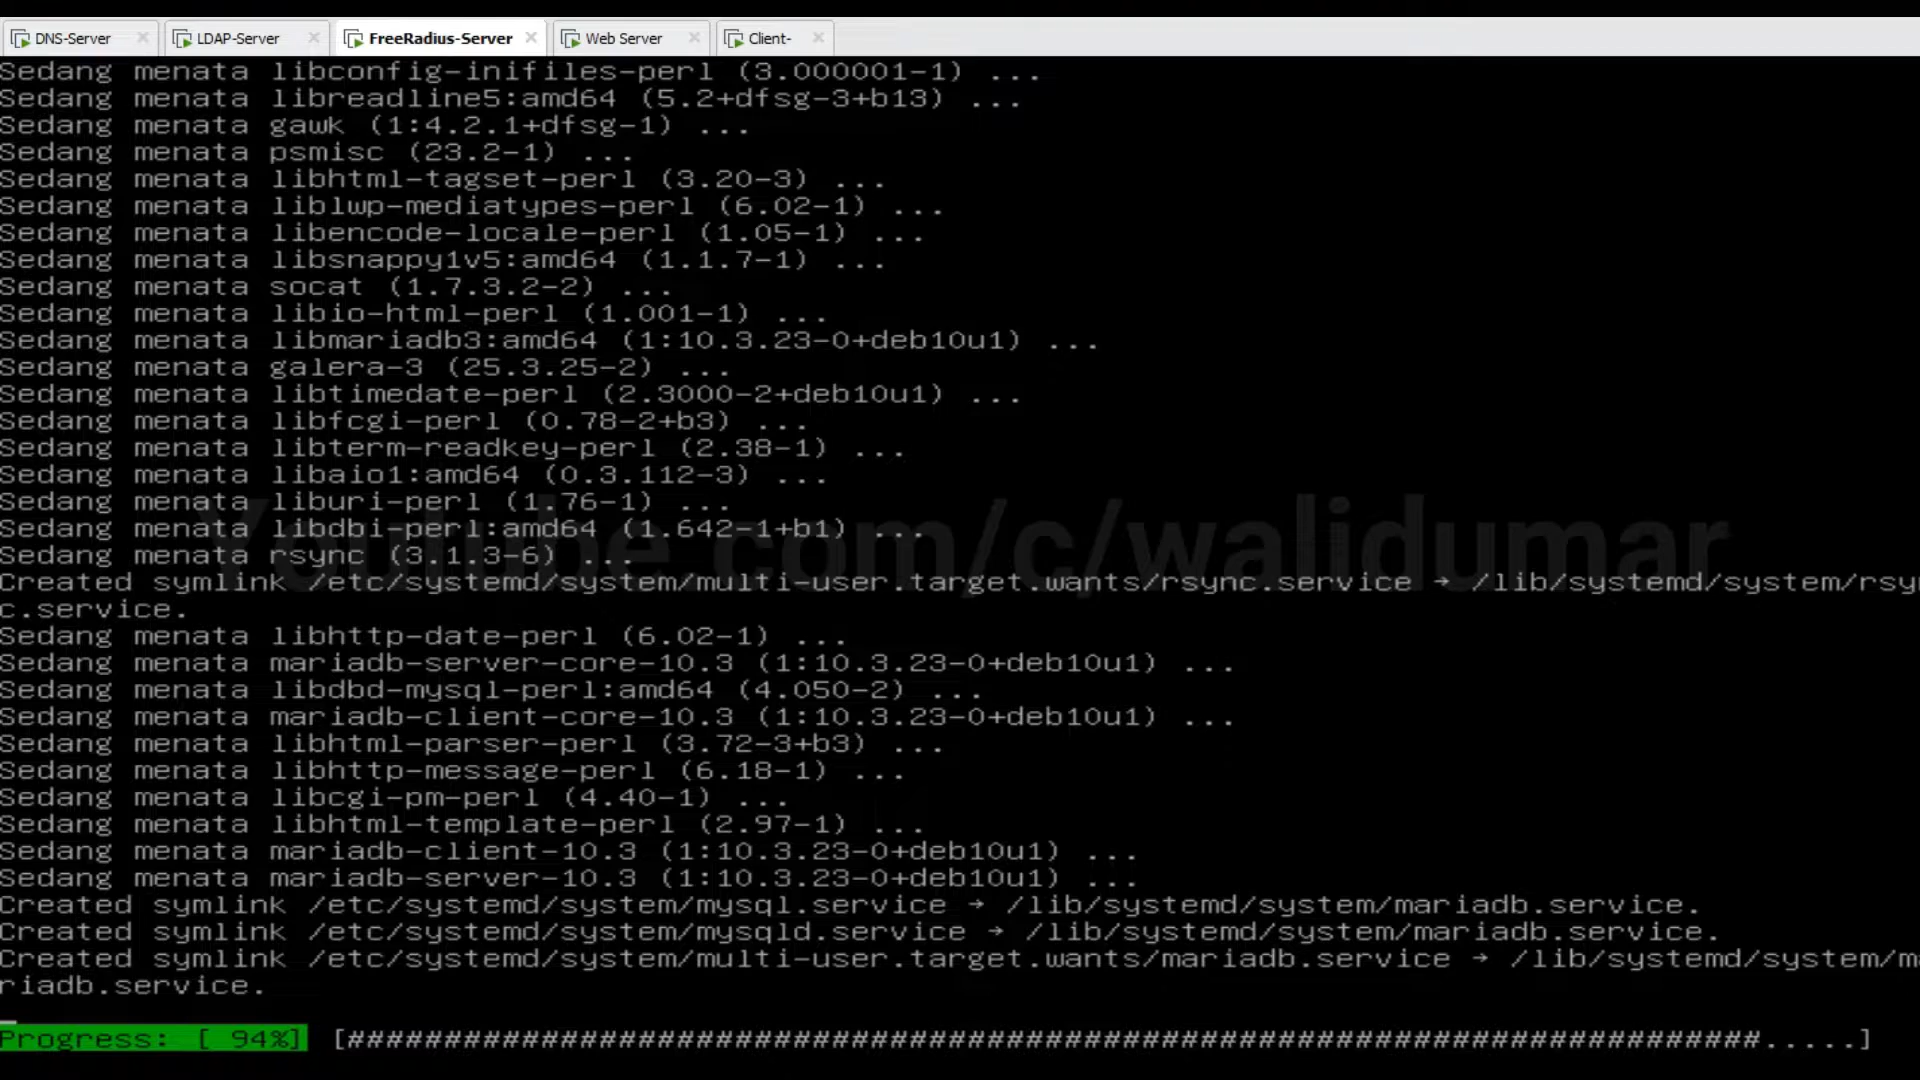 DNS-Server LDAP-Server FreeRadius-Server Web Server Client-
Sedang menata libconfig-inifiles-perl (3.000001-1) ...
Sedang menata libreadline5:amd64 (5.2+dfsg-3+b13) ...
Sedang menata gawk (1:4.2.1+dfsg-1) ...
Sedang menata psmisc (23.2-1) ...
Sedang menata libhtml-tagset-perl (3.20-3) ...
Sedang menata liblwp-mediatypes-perl (6.02-1) ...
Sedang menata libencode-locale-perl (1.05-1) ...
Sedang menata libsnappy1v5:amd64 (1.1.7-1) ...
Sedang menata socat (1.7.3.2-2) ...
Sedang menata libio-html-perl (1.001-1) ...
Sedang menata libmariadb3:amd64 (1:10.3.23-0+deb10u1) ...
Sedang menata galera-3 (25.3.25-2) ...
Sedang menata libtimedate-perl (2.3000-2+deb10u1) ...
Sedang menata libfcgi-perl (0.78-2+b3) ...
Sedang menata libterm-readkey-perl (2.38-1) ...
Sedang menata libaio1:amd64 (0.3.112-3) ...
Sedang menata liburi-perl (1.76-1) ...
Sedang menata libdbi-perl:amd64 (1.642-1+b1) ...
Youtube.com/c/walidumar
Sedang menata rsync (3.1.3-6) ...
Created symlink /etc/systemd/system/multi-user.target.wants/rsync.service → /lib/systemd/system/rsyn
c.service.
Sedang menata libhttp-date-perl (6.02-1) ...
Sedang menata mariadb-server-core-10.3 (1:10.3.23-0+deb10u1) ...
Sedang menata libdbd-mysql-perl:amd64 (4.050-2) ...
Sedang menata mariadb-client-core-10.3 (1:10.3.23-0+deb10u1) ...
Sedang menata libhtml-parser-perl (3.72-3+b3) ...
Sedang menata libhttp-message-perl (6.18-1) ...
Sedang menata libcgi-pm-perl (4.40-1) ...
Sedang menata libhtml-template-perl (2.97-1) ...
Sedang menata mariadb-client-10.3 (1:10.3.23-0+deb10u1) ...
Sedang menata mariadb-server-10.3 (1:10.3.23-0+deb10u1) ...
Created symlink /etc/systemd/system/mysql.service → /lib/systemd/system/mariadb.service.
Created symlink /etc/systemd/system/mysqld.service → /lib/systemd/system/mariadb.service.
Created symlink /etc/systemd/system/multi-user.target.wants/mariadb.service → /lib/systemd/system/ma
riadb.service.
Progress: [ 94%] [#########################################################################.....]